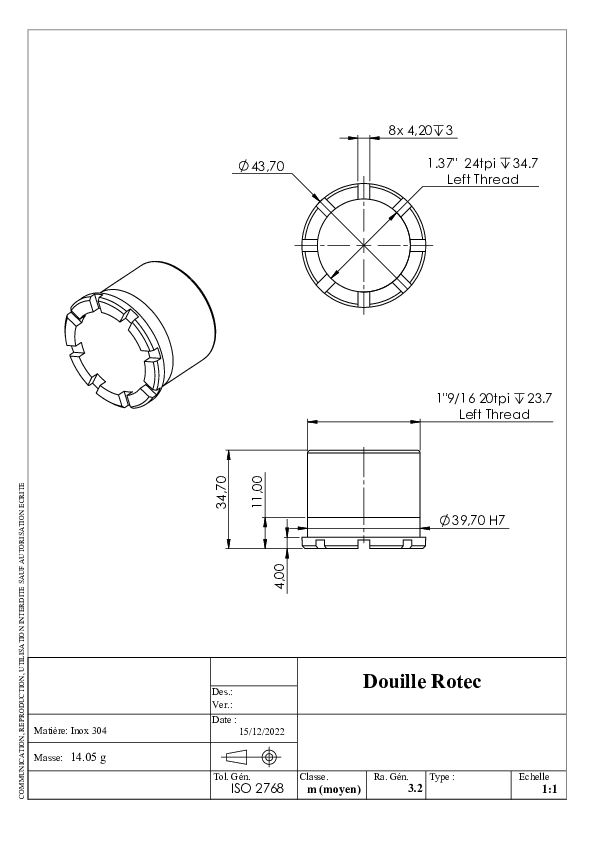 8x 4,20↧3
Ø43,70
1.37" 24tpi ↧34.7
Left Thread
1"9/16 20tpi ↧23.7
Left Thread
34,70
11,00
Ø39,70 H7
4,00
COMMUNICATION, REPRODUCTION, UTILISATION INTERDITE SAUF AUTORISATION ECRITE
Douille Rotec
Des.:
Ver.:
Date :
15/12/2022
Matière: Inox 304
Masse: 14.05 g
Tol. Gén.
ISO 2768
Classe.
m (moyen)
Ra. Gén.
3.2
Type :
Echelle
1:1